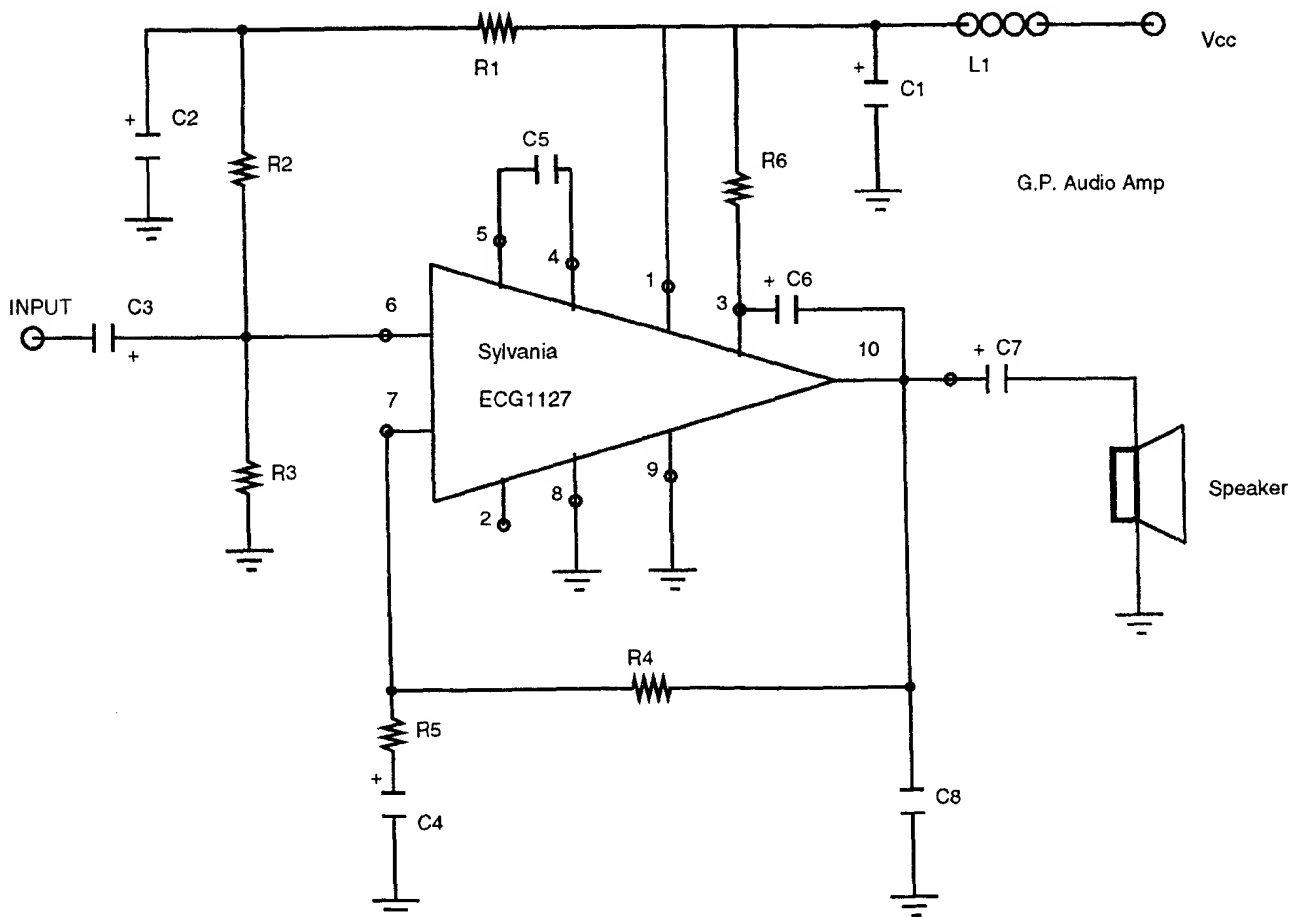 Vcc
R1
L1
+
C1
+
C2
C5
R2
R6
G.P. Audio Amp
5
4
1
+ C6
3
INPUT
C3
+
6
10
+ C7
Sylvania
ECG1127
7
R3
9
8
2
Speaker
R4
R5
+
C4
C8